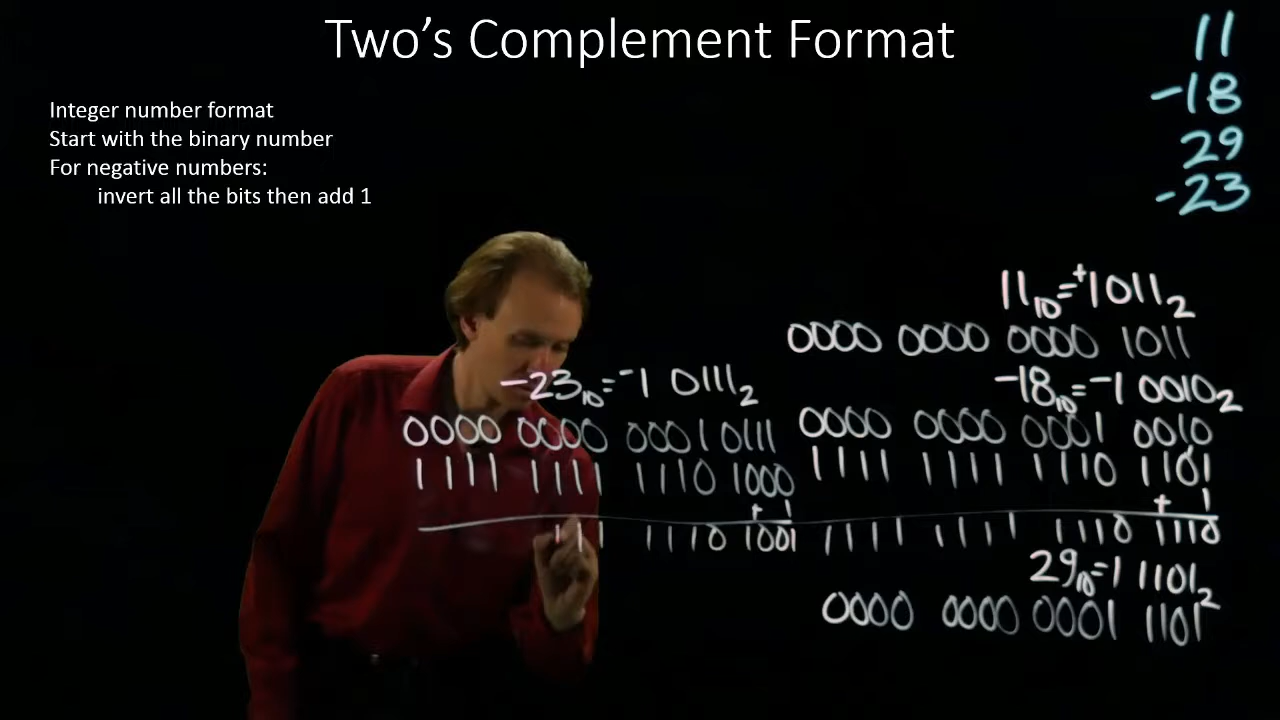 Two's Complement Format
Integer number format
Start with the binary number
For negative numbers:
invert all the bits then add 1
11
-18
29
-23
11₁₀=⁺1011₂
0000 0000 0000 1011
-18₁₀=⁻1 0010₂
0000 0000 0001 0010
1111 1111 1110 1101
+ 1
1111 1111 1110 1110
29₁₀=1 1101₂
0000 0000 0001 1101
-23₁₀=⁻1 0111₂
0000 0000 0001 0111
1111 1111 1110 1000
+ 1
111 1110 1001